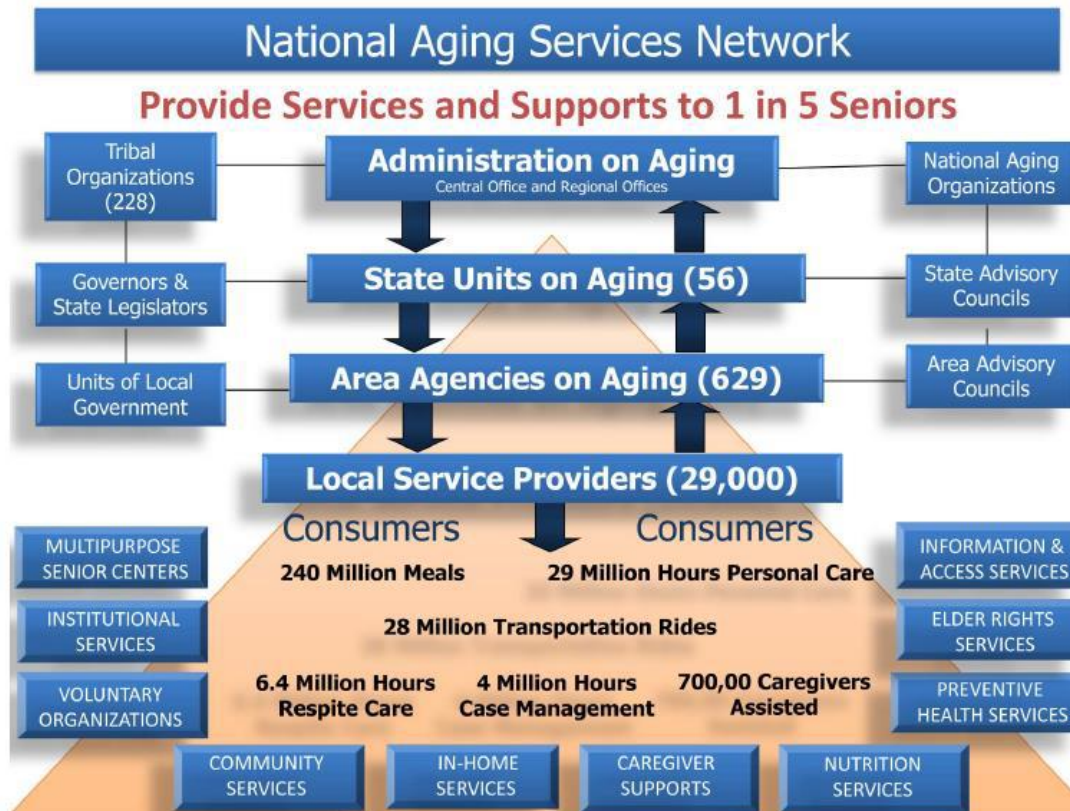 National Aging Services Network
Provide Services and Supports to 1 in 5 Seniors
Tribal
Organizations
(228)
Administration on Aging
Central Office and Regional Offices
National Aging
Organizations
Governors &
State Legislators
State Units on Aging (56)
State Advisory
Councils
Units of Local
Government
Area Agencies on Aging (629)
Area Advisory
Councils
Local Service Providers (29,000)
Consumers
Consumers
MULTIPURPOSE
SENIOR CENTERS
240 Million Meals
29 Million Hours Personal Care
INFORMATION &
ACCESS SERVICES
INSTITUTIONAL
SERVICES
28 Million Transportation Rides
ELDER RIGHTS
SERVICES
VOLUNTARY
ORGANIZATIONS
6.4 Million Hours
Respite Care
4 Million Hours
Case Management
700,00 Caregivers
Assisted
PREVENTIVE
HEALTH SERVICES
COMMUNITY
SERVICES
IN-HOME
SERVICES
CAREGIVER
SUPPORTS
NUTRITION
SERVICES